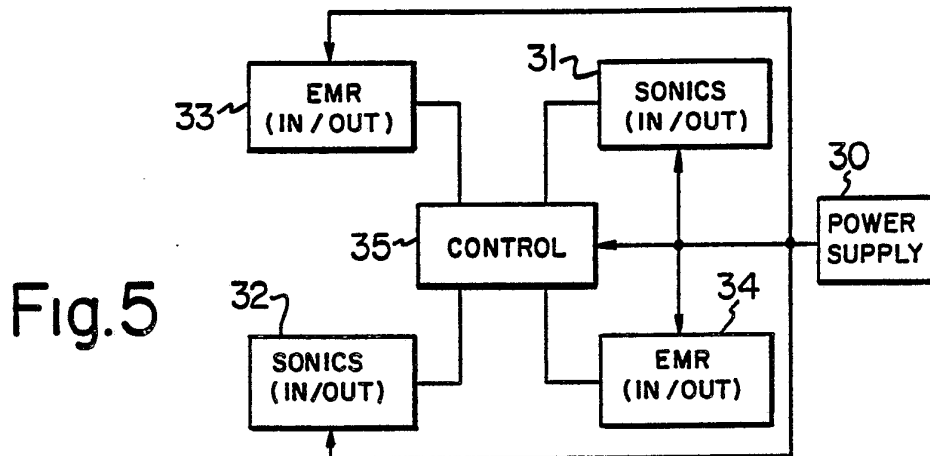 31
EMR
(IN/OUT)
SONICS
(IN/OUT)
33
30
35
CONTROL
POWER
SUPPLY
Fig.5
32
34
SONICS
(IN/OUT)
EMR
(IN/OUT)